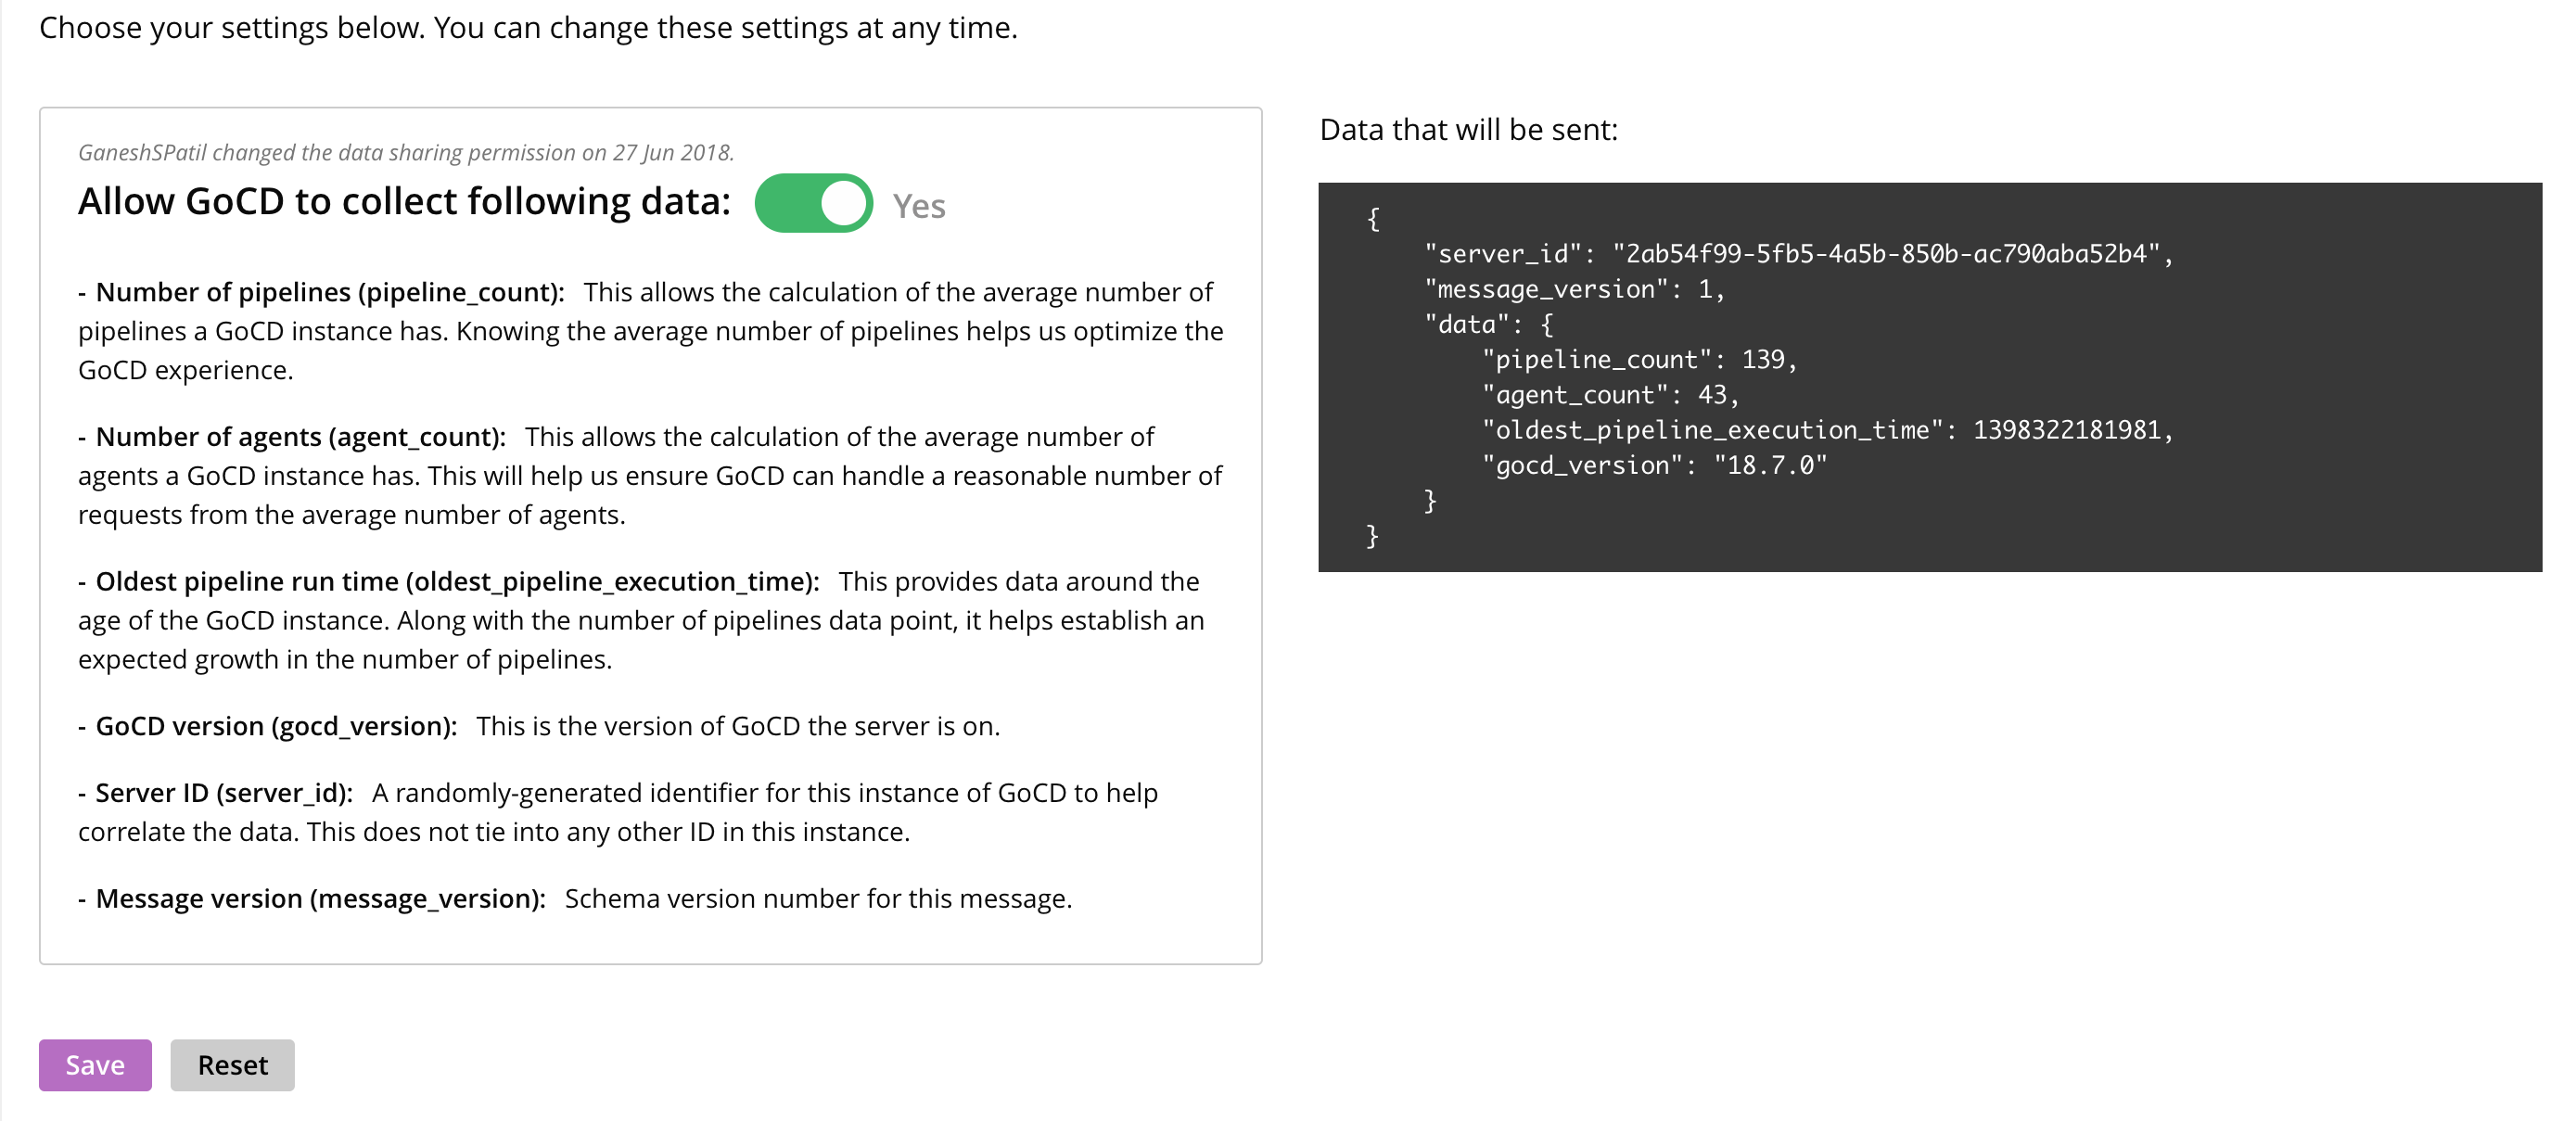 Choose your settings below. You can change these settings at any time.
GaneshSPatil changed the data sharing permission on 27 Jun 2018.
Allow GoCD to collect following data: Yes
- Number of pipelines (pipeline_count): This allows the calculation of the average number of
pipelines a GoCD instance has. Knowing the average number of pipelines helps us optimize the
GoCD experience.
- Number of agents (agent_count): This allows the calculation of the average number of
agents a GoCD instance has. This will help us ensure GoCD can handle a reasonable number of
requests from the average number of agents.
- Oldest pipeline run time (oldest_pipeline_execution_time): This provides data around the
age of the GoCD instance. Along with the number of pipelines data point, it helps establish an
expected growth in the number of pipelines.
- GoCD version (gocd_version): This is the version of GoCD the server is on.
- Server ID (server_id): A randomly-generated identifier for this instance of GoCD to help
correlate the data. This does not tie into any other ID in this instance.
- Message version (message_version): Schema version number for this message.
Data that will be sent:
{
"server_id": "2ab54f99-5fb5-4a5b-850b-ac790aba52b4",
"message_version": 1,
"data": {
"pipeline_count": 139,
"agent_count": 43,
"oldest_pipeline_execution_time": 1398322181981,
"gocd_version": "18.7.0"
}
}
Save
Reset